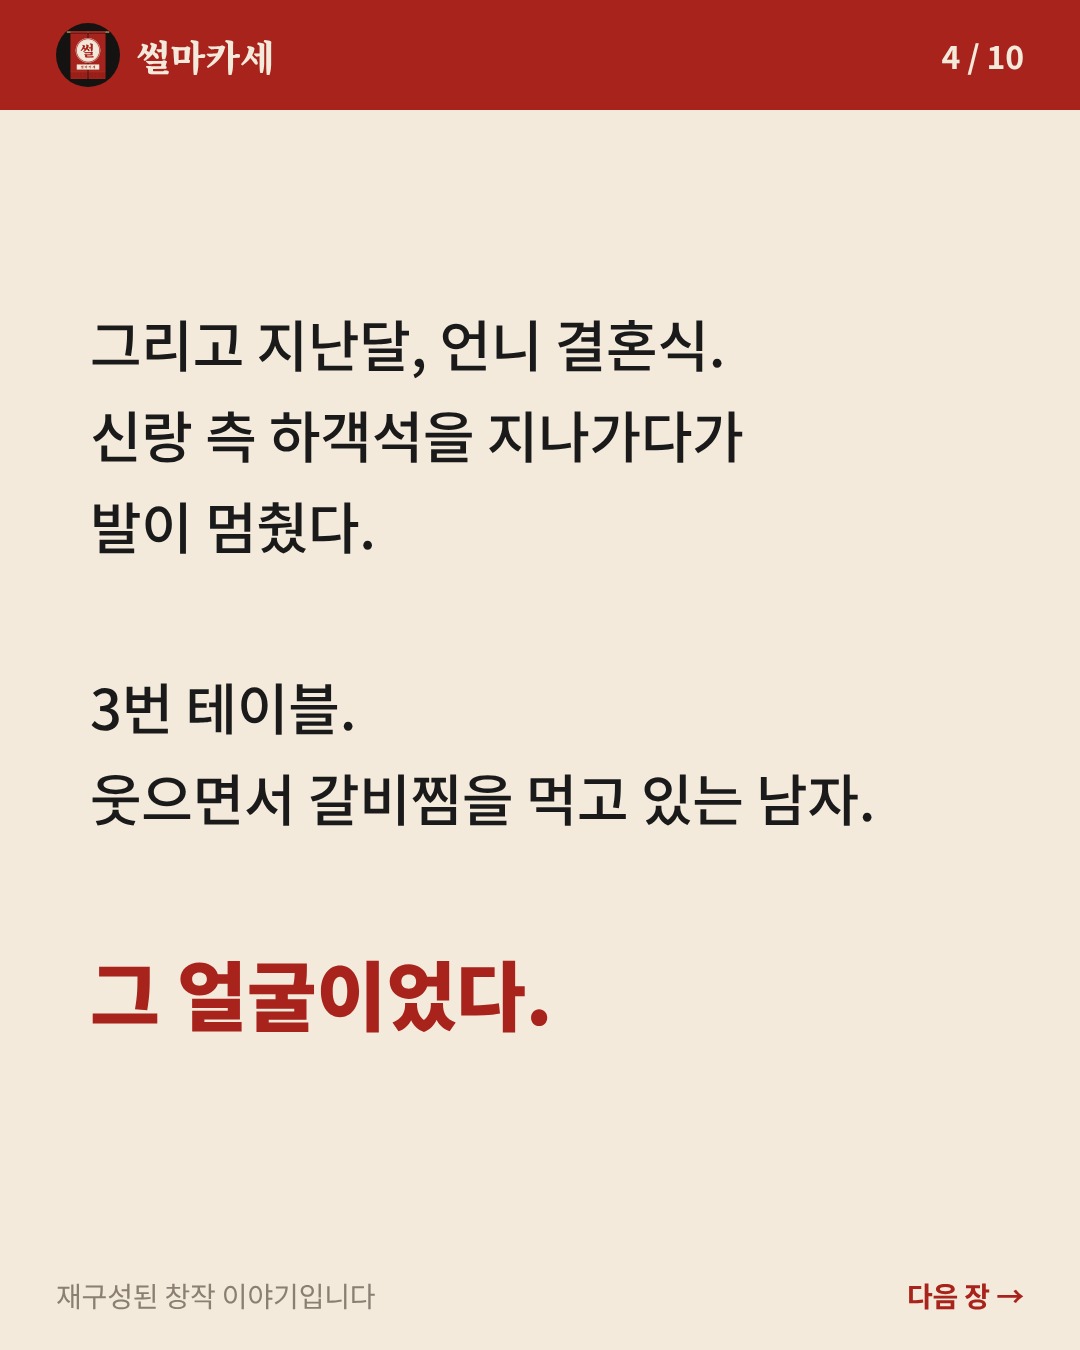 썰
썰마카세
4 / 10
그리고 지난달, 언니 결혼식.
신랑 측 하객석을 지나가다가
발이 멈췄다.
3번 테이블.
웃으면서 갈비찜을 먹고 있는 남자.
그 얼굴이었다.
재구성된 창작 이야기입니다
다음 장 →